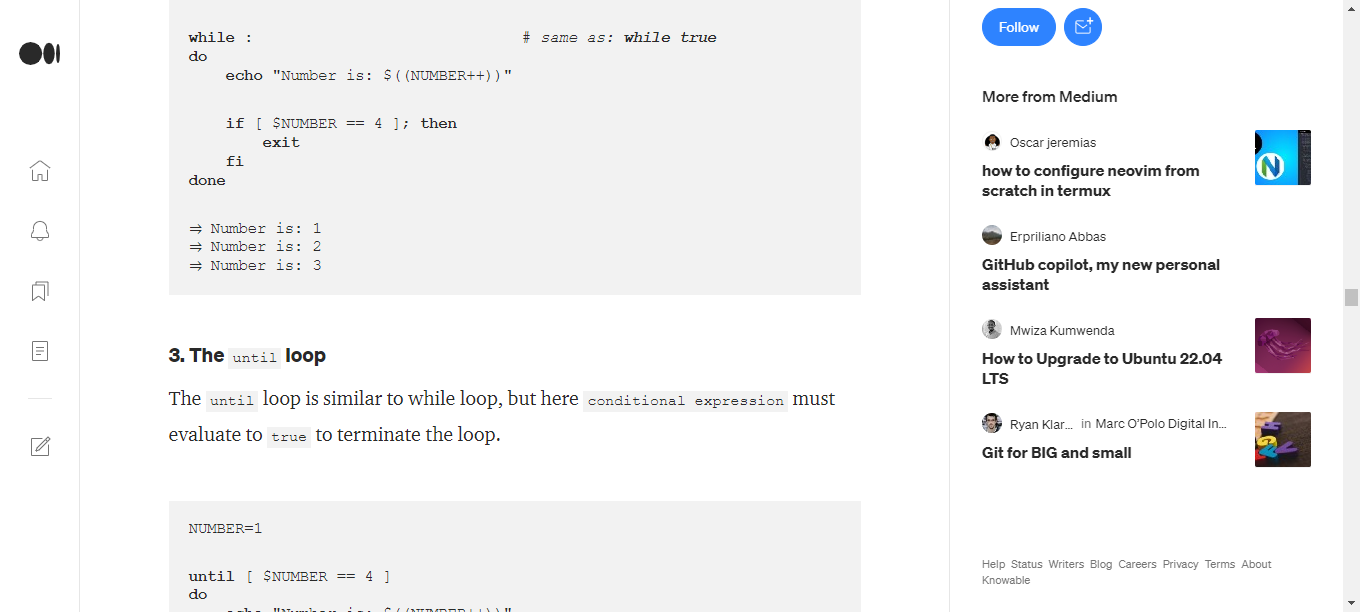 while :                              # same as: while true
do
    echo "Number is: $((NUMBER++))"
    if [ $NUMBER == 4 ]; then
        exit
    fi
done
⇒ Number is: 1
⇒ Number is: 2
⇒ Number is: 3
3. The until loop
The until loop is similar to while loop, but here conditional expression must
evaluate to true to terminate the loop.
NUMBER=1
until [ $NUMBER == 4 ]
do
    echo "Number is: $((NUMBER++))"
Follow
More from Medium
Oscar jeremias
how to configure neovim from
scratch in termux
Erpriliano Abbas
GitHub copilot, my new personal
assistant
Mwiza Kumwenda
How to Upgrade to Ubuntu 22.04
LTS
Ryan Klar... in Marc O'Polo Digital In...
Git for BIG and small
Help Status Writers Blog Careers Privacy Terms About
Knowable